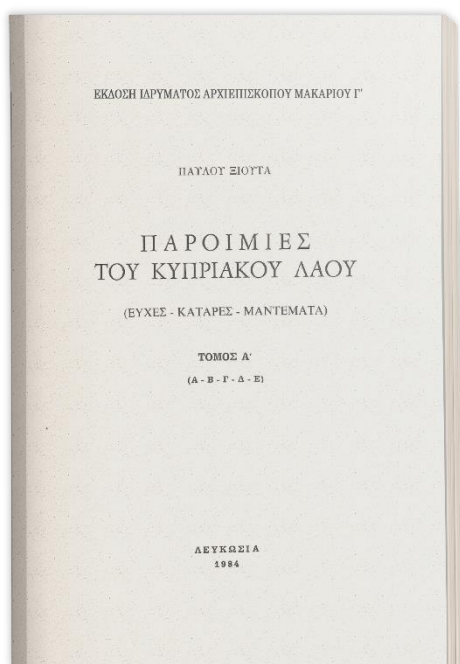 ΕΚΔΟΣΗ ΙΔΡΥΜΑΤΟΣ ΑΡΧΙΕΠΙΣΚΟΠΟΥ ΜΑΚΑΡΙΟΥ Γ'
ΠΑΥΛΟΥ ΞΙΟΥΤΑ
ΠΑΡΟΙΜΙΕΣ
ΤΟΥ ΚΥΠΡΙΑΚΟΥ ΛΑΟΥ
(ΕΥΧΕΣ - ΚΑΤΑΡΕΣ - ΜΑΝΤΕΜΑΤΑ)
ΤΟΜΟΣ Α'
(Α - Β - Γ - Δ - Ε)
ΛΕΥΚΩΣΙΑ
1984